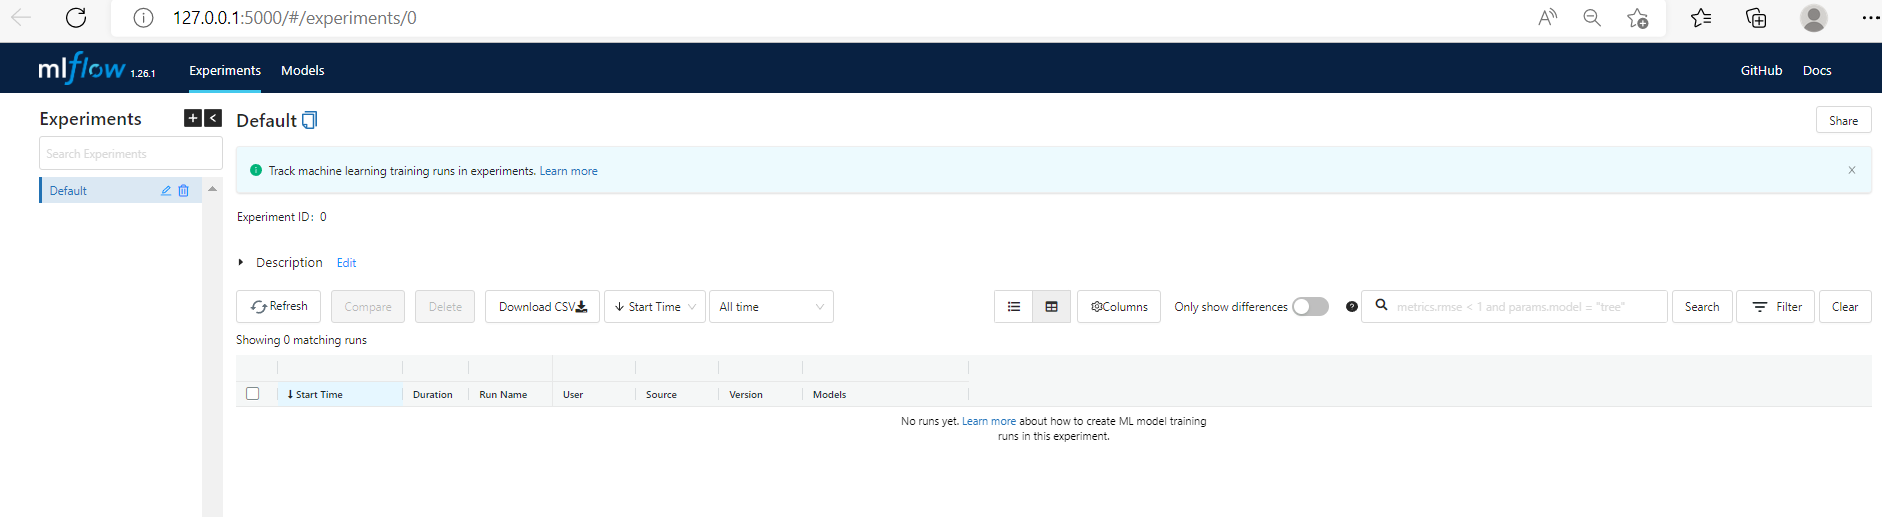 127.0.0.1:5000/#/experiments/0
mlflow 1.26.1 Experiments Models GitHub Docs
Experiments + < Default Share
Search Experiments
Track machine learning training runs in experiments. Learn more
Default
Experiment ID: 0
Description Edit
Refresh Compare Delete Download CSV Start Time All time Columns Only show differences metrics.rmse < 1 and params.model = "tree" Search Filter Clear
Showing 0 matching runs
Start Time Duration Run Name User Source Version Models
No runs yet. Learn more about how to create ML model training
runs in this experiment.